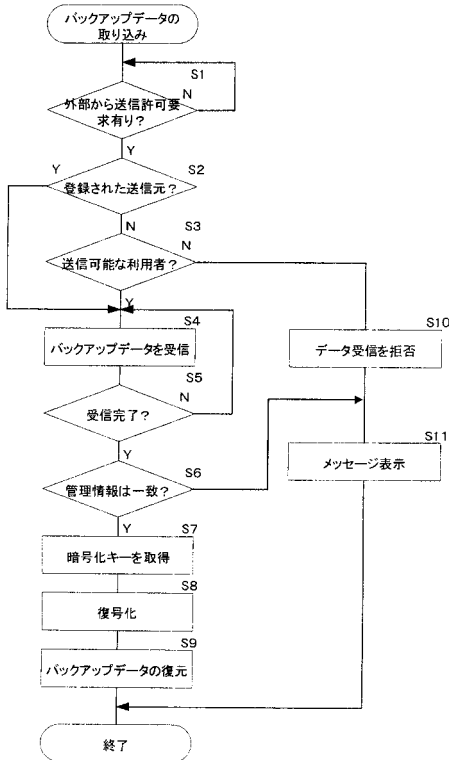 バックアップデータの
取り込み
S1
N
外部から送信許可要
求有り?
Y
Y
S2
登録された送信元?
N
S3
N
送信可能な利用者?
Y
S4
バックアップデータを受信
S10
データ受信を拒否
S5
受信完了?
N
Y
S6
管理情報は一致?
S11
メッセージ表示
Y
S7
暗号化キーを取得
S8
復号化
S9
バックアップデータの復元
終了